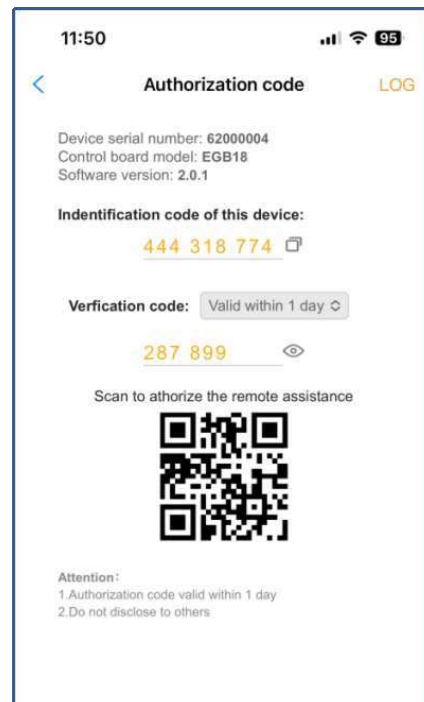 11:50
95
Authorization code
LOG
Device serial number: 62000004
Control board model: EGB18
Software version: 2.0.1
Indentification code of this device:
444 318 774
Verfication code: Valid within 1 day
287 899
Scan to athorize the remote assistance
Attention:
1.Authorization code valid within 1 day
2.Do not disclose to others